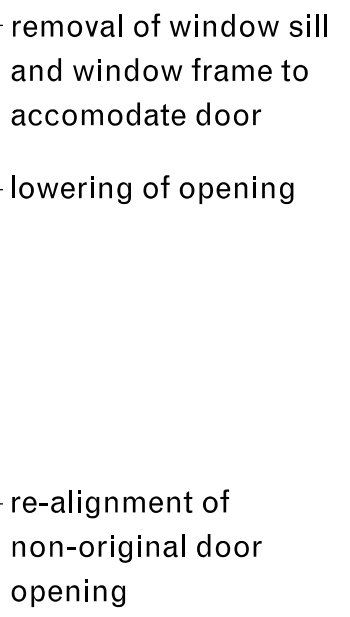 removal of window sill
and window frame to
accomodate door
lowering of opening
re-alignment of
non-original door
opening